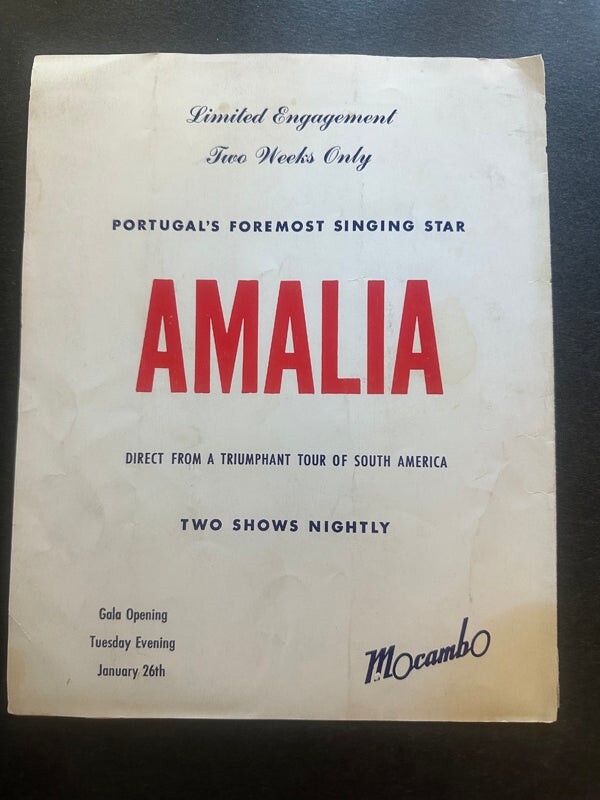 Limited Engagement
Two Weeks Only
PORTUGAL'S FOREMOST SINGING STAR
AMALIA
DIRECT FROM A TRIUMPHANT TOUR OF SOUTH AMERICA
TWO SHOWS NIGHTLY
Gala Opening
Tuesday Evening
January 26th
Mocambo